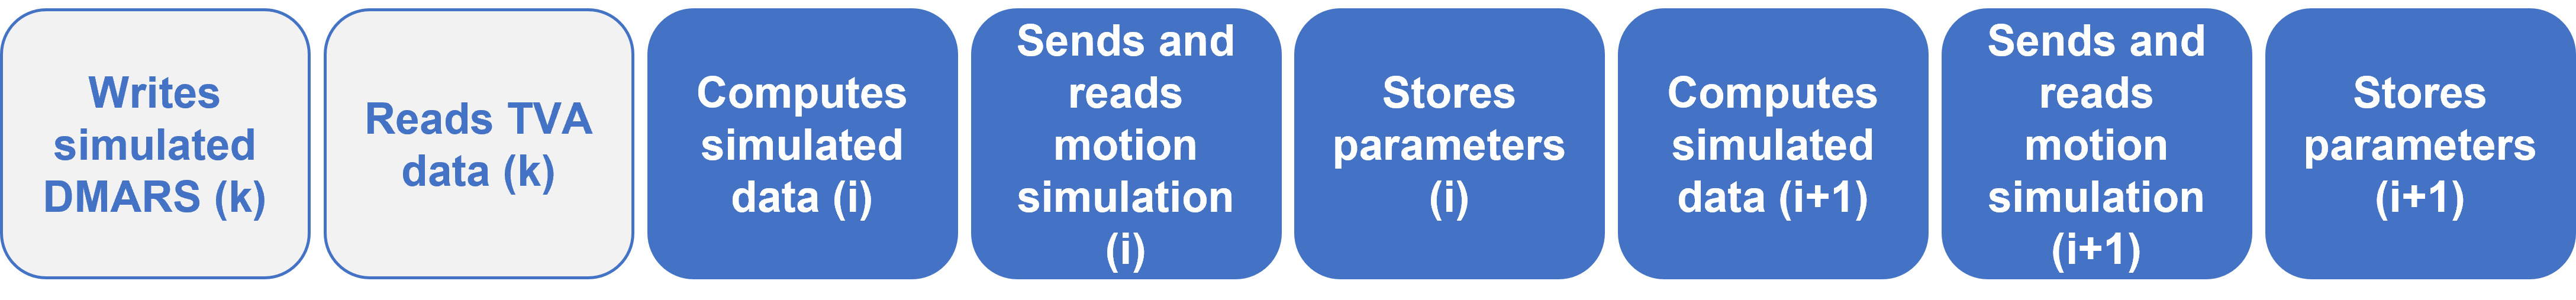 Writes
simulated
DMARS (k)
Reads TVA
data (k)
Computes
simulated
data (i)
Sends and
reads
motion
simulation
(i)
Stores
parameters
(i)
Computes
simulated
data (i+1)
Sends and
reads
motion
simulation
(i+1)
Stores
parameters
(i+1)